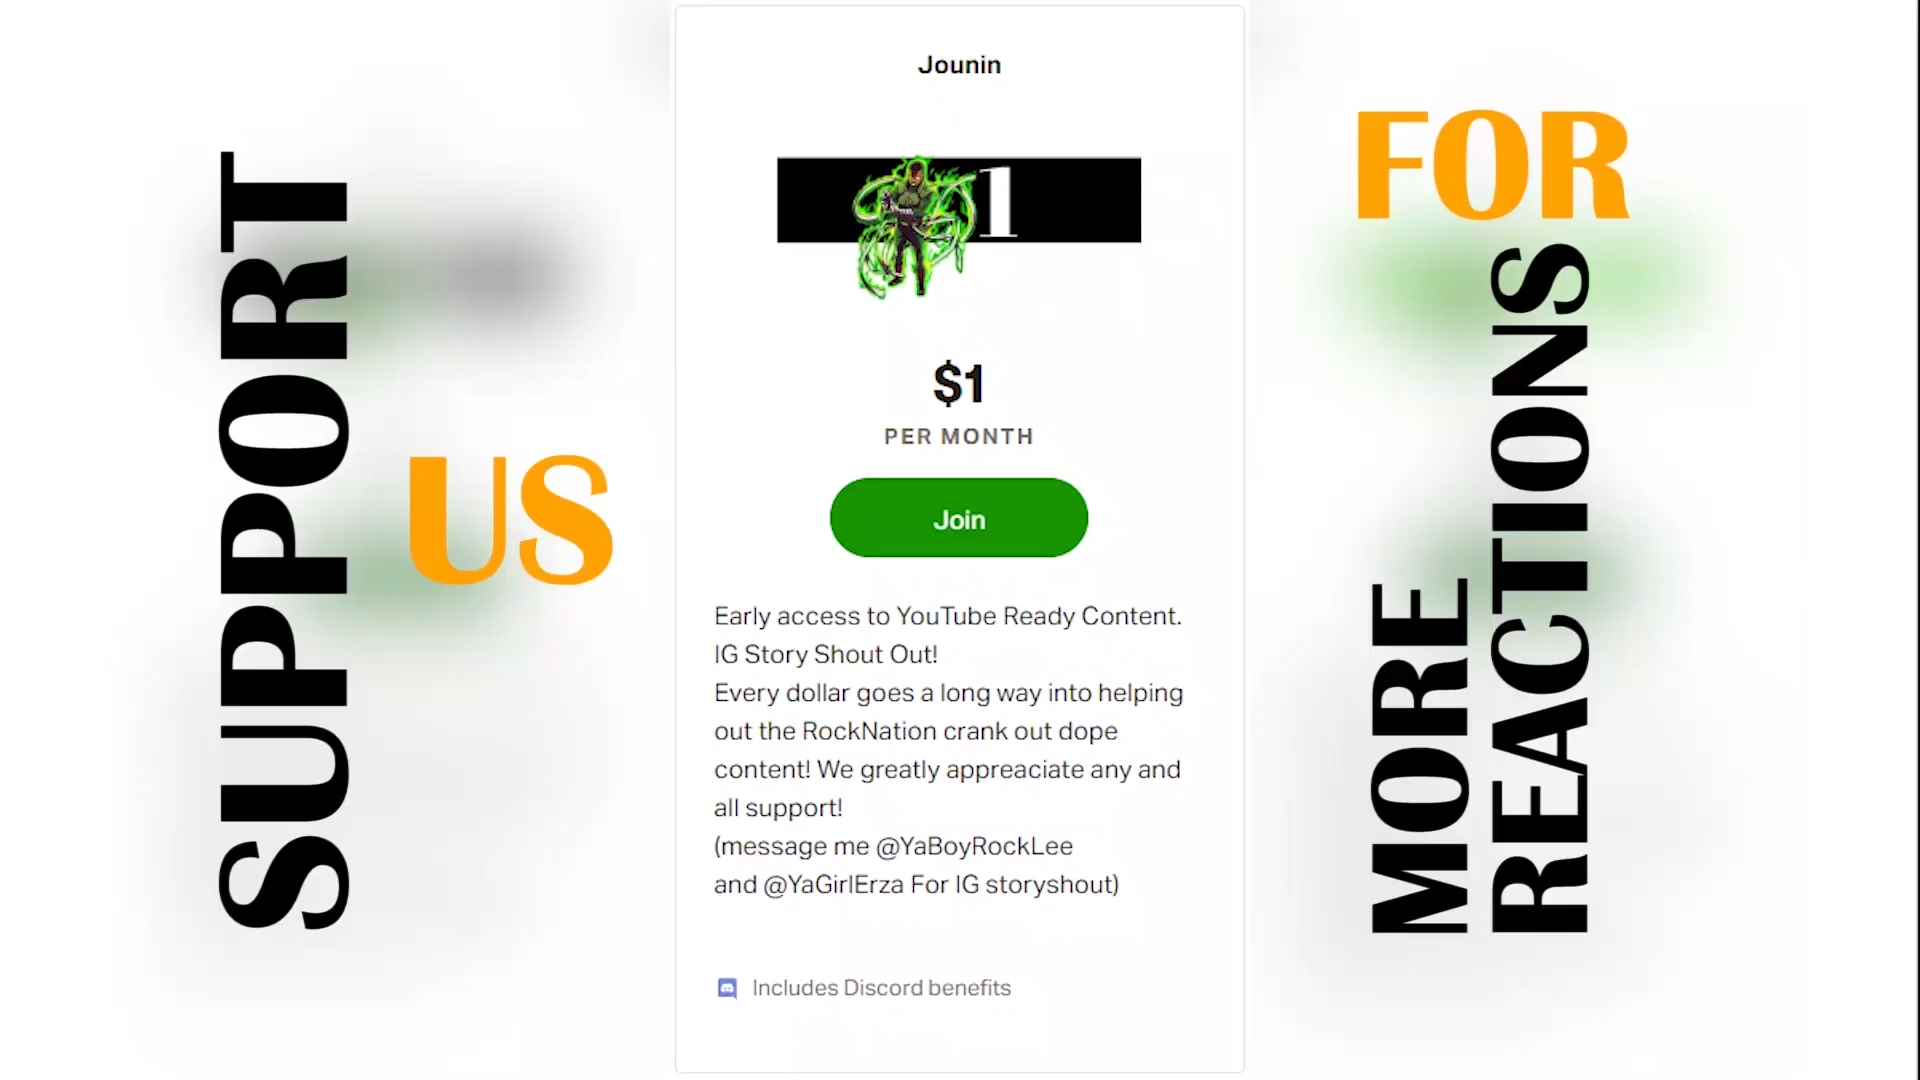 SUPPORT
US
Jounin
1
$1
PER MONTH
Join
Early access to YouTube Ready Content.
IG Story Shout Out!
Every dollar goes a long way into helping
out the RockNation crank out dope
content! We greatly appreaciate any and
all support!
(message me @YaBoyRockLee
and @YaGirlErza For IG storyshout)
Includes Discord benefits
FOR
MORE
REACTIONS